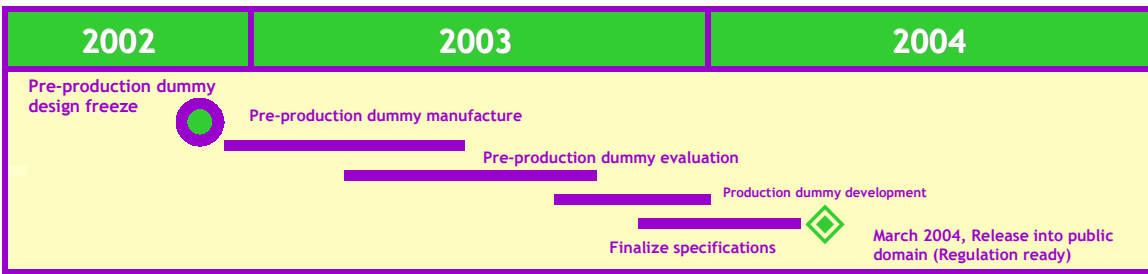 2002 2003 2004
Pre-production dummy
design freeze
Pre-production dummy manufacture
Pre-production dummy evaluation
Production dummy development
Finalize specifications
March 2004, Release into public
domain (Regulation ready)